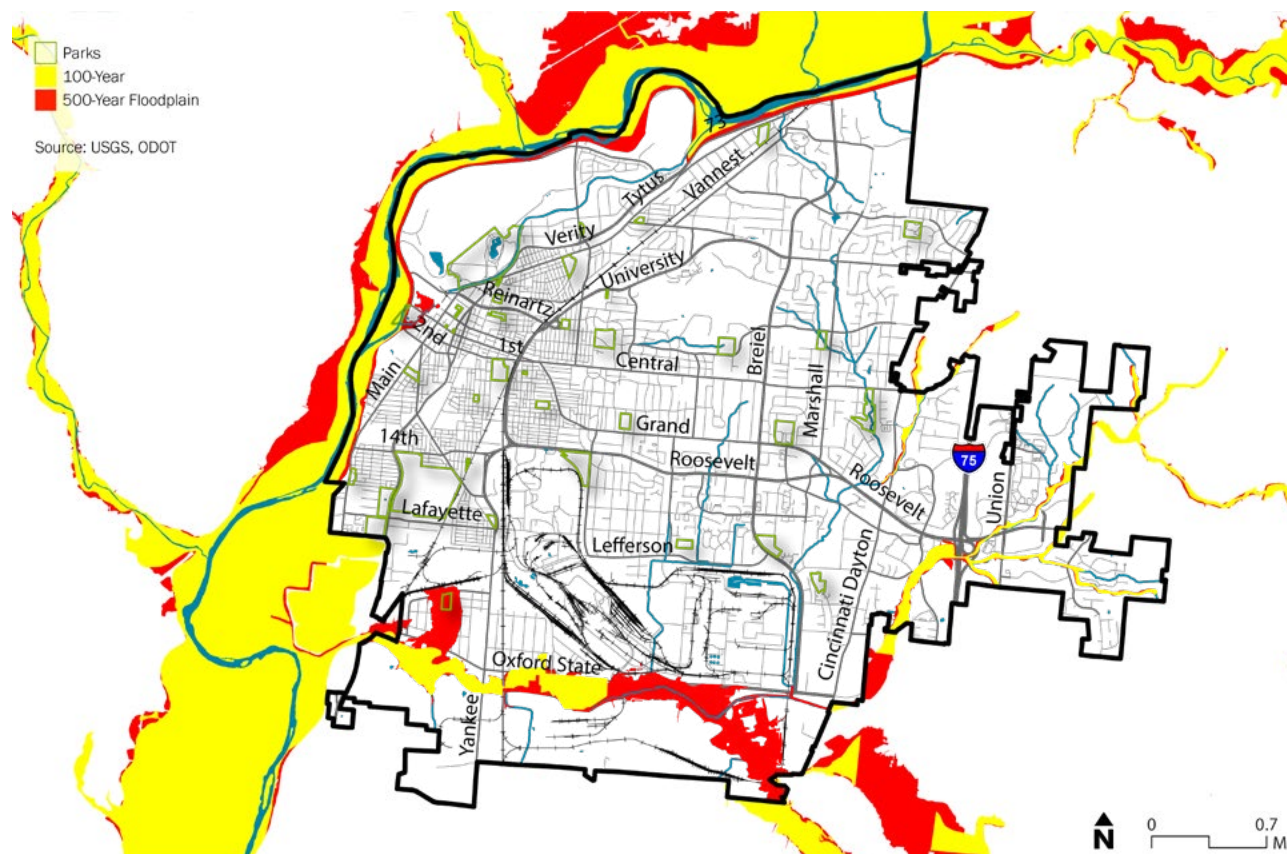 Parks
100-Year
500-Year Floodplain
Source: USGS, ODOT
73
Tytus
Vannest
Verity
University
Reinartz
2nd
1st
Central
Breiel
Marshall
Main
Grand
14th
Roosevelt
Roosevelt
75
Union
Lafayette
Lefferson
Cincinnati Dayton
Oxford State
Yankee
N
0 0.7
M